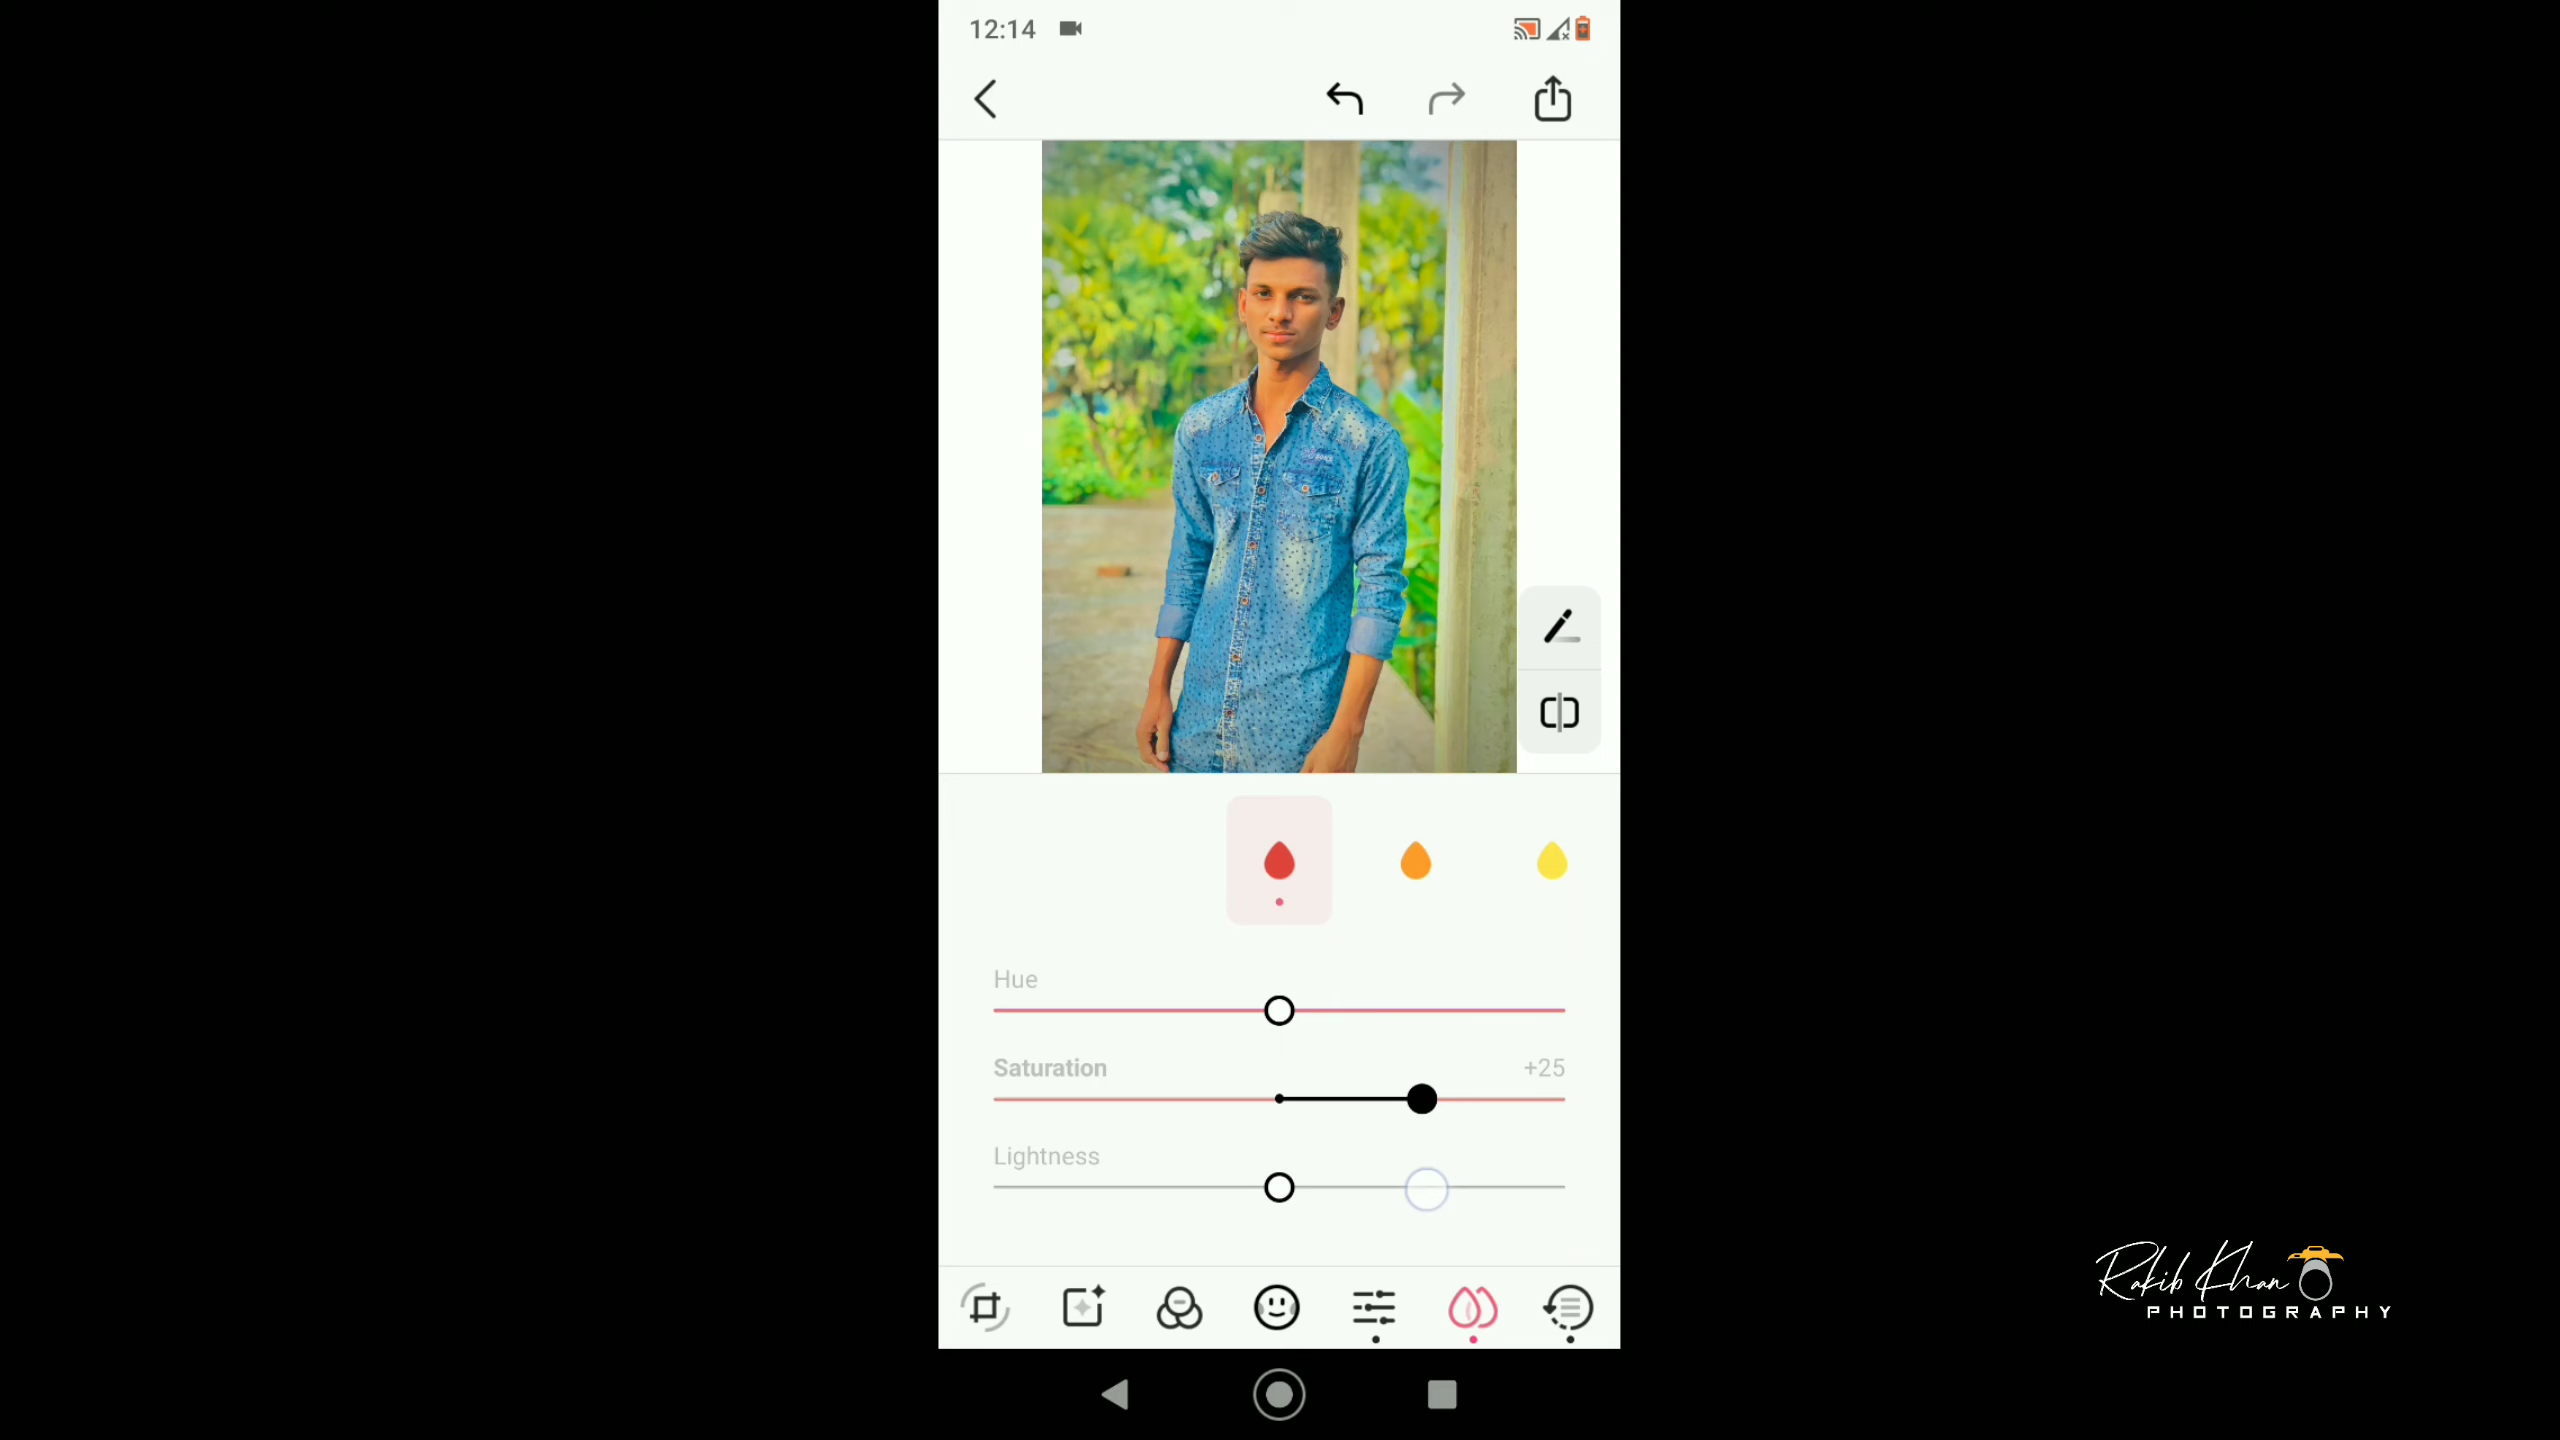 12:14
Hue
Saturation +25
Lightness
Rakib Khan
PHOTOGRAPHY